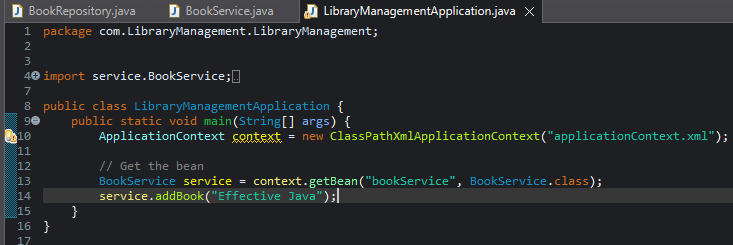 BookRepository.java BookService.java LibraryManagementApplication.java
1 package com.LibraryManagement.LibraryManagement;
2
3
4 import service.BookService;
7
8 public class LibraryManagementApplication {
9 public static void main(String[] args) {
10 ApplicationContext context = new ClassPathXmlApplicationContext("applicationContext.xml");
11
12 // Get the bean
13 BookService service = context.getBean("bookService", BookService.class);
14 service.addBook("Effective Java");
15 }
16 }
17